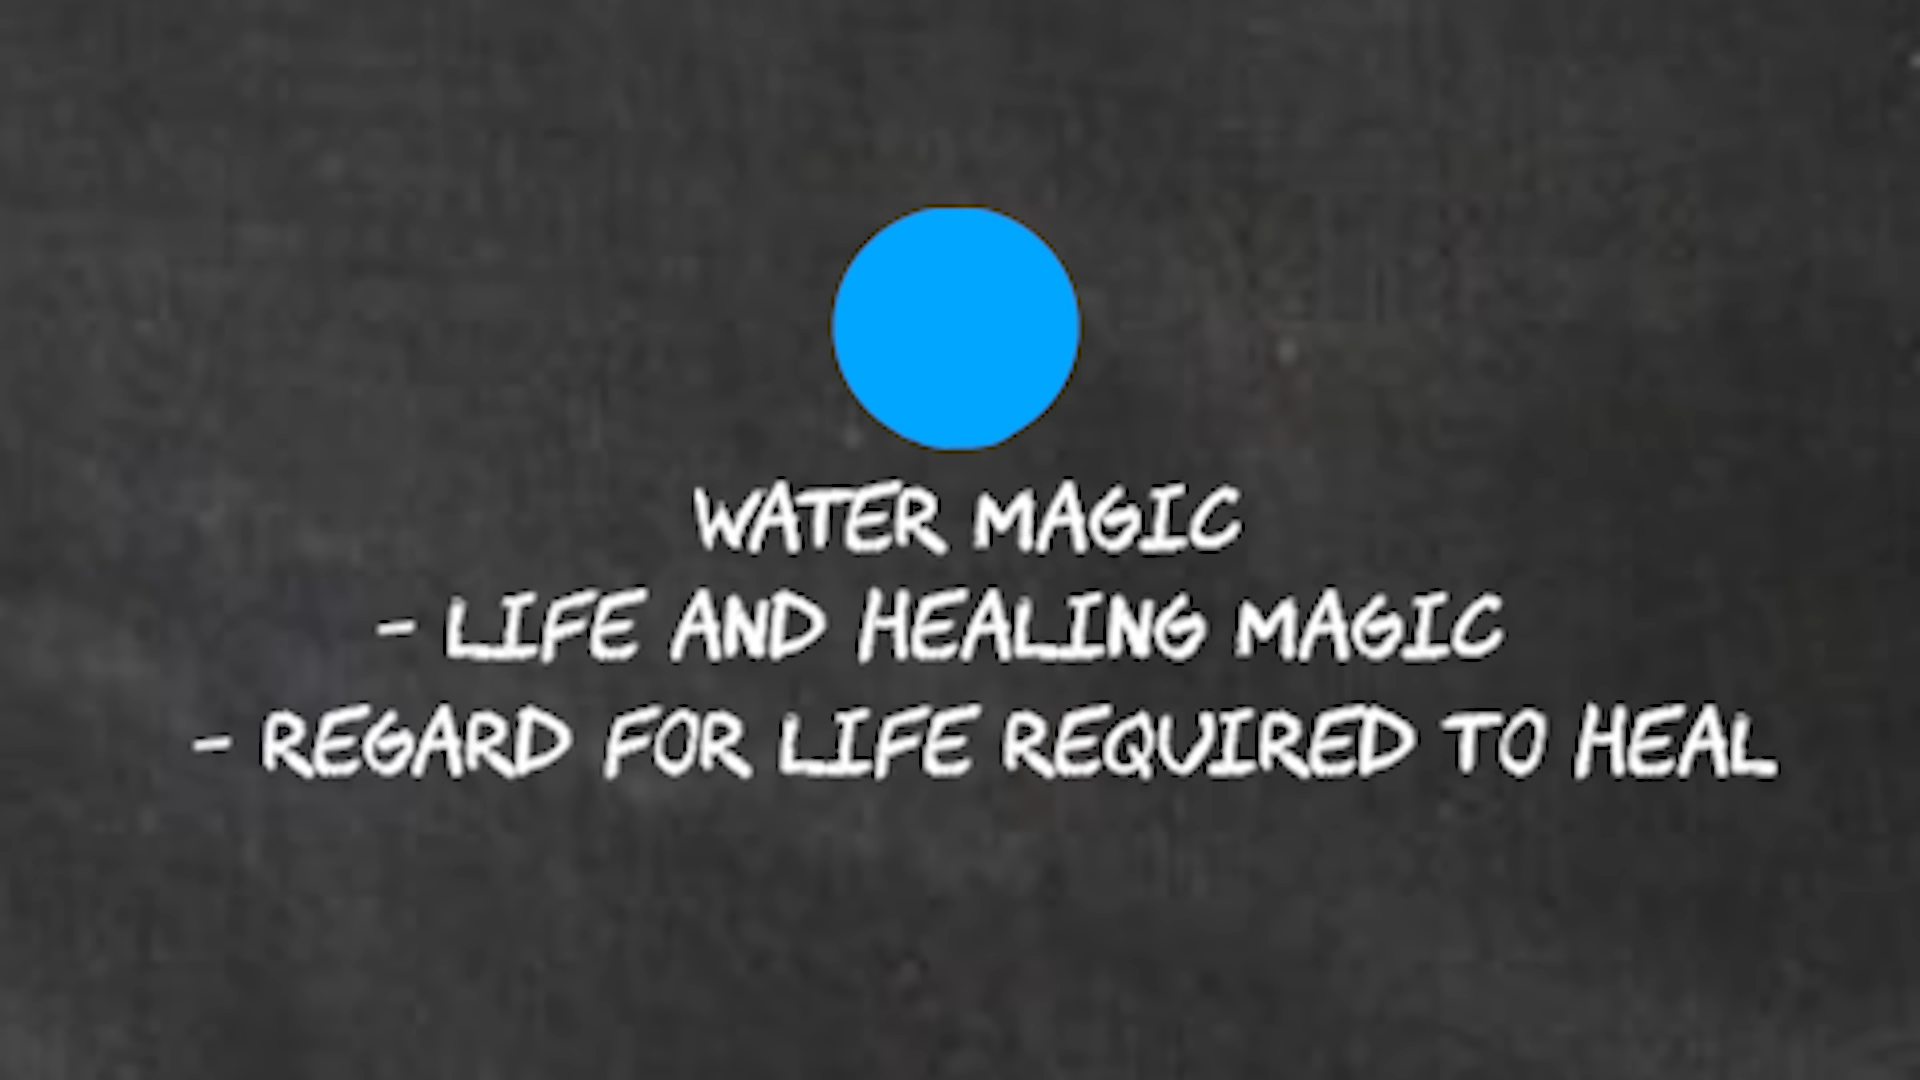 WATER MAGIC
- LIFE AND HEALING MAGIC
- REGARD FOR LIFE REQUIRED TO HEAL